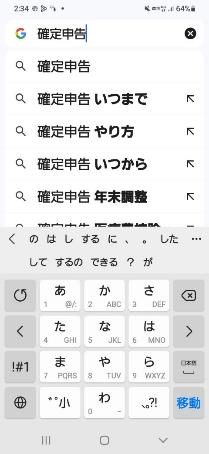 2:34
64%
確定申告
確定申告
確定申告 いつまで
確定申告 やり方
確定申告 いつから
確定申告 年末調整
の は し する に 、 。 した
して するの できる ? が
あ か さ
1 @/: 2 ABC 3 DEF
た な は
4 GHI 5 JKL 6 MNO
!#1 ま や ら 日本語
7 PQRS 8 TUV 9 WXYZ
小 わ 、。?! 移動
0